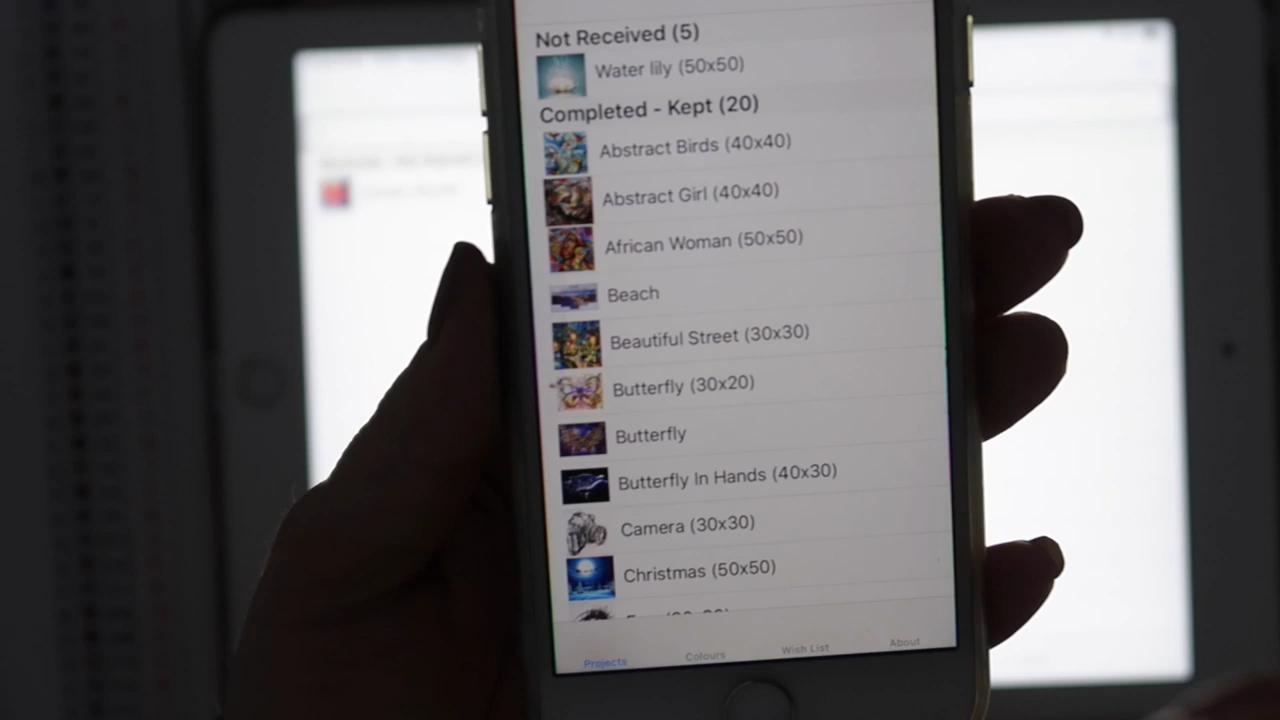 Not Received (5)
Water lily (50x50)
Completed - Kept (20)
Abstract Birds (40x40)
Abstract Girl (40x40)
African Woman (50x50)
Beach
Beautiful Street (30x30)
Butterfly (30x20)
Butterfly
Butterfly In Hands (40x30)
Camera (30x30)
Christmas (50x50)
Projects
Colours
Wish List
About